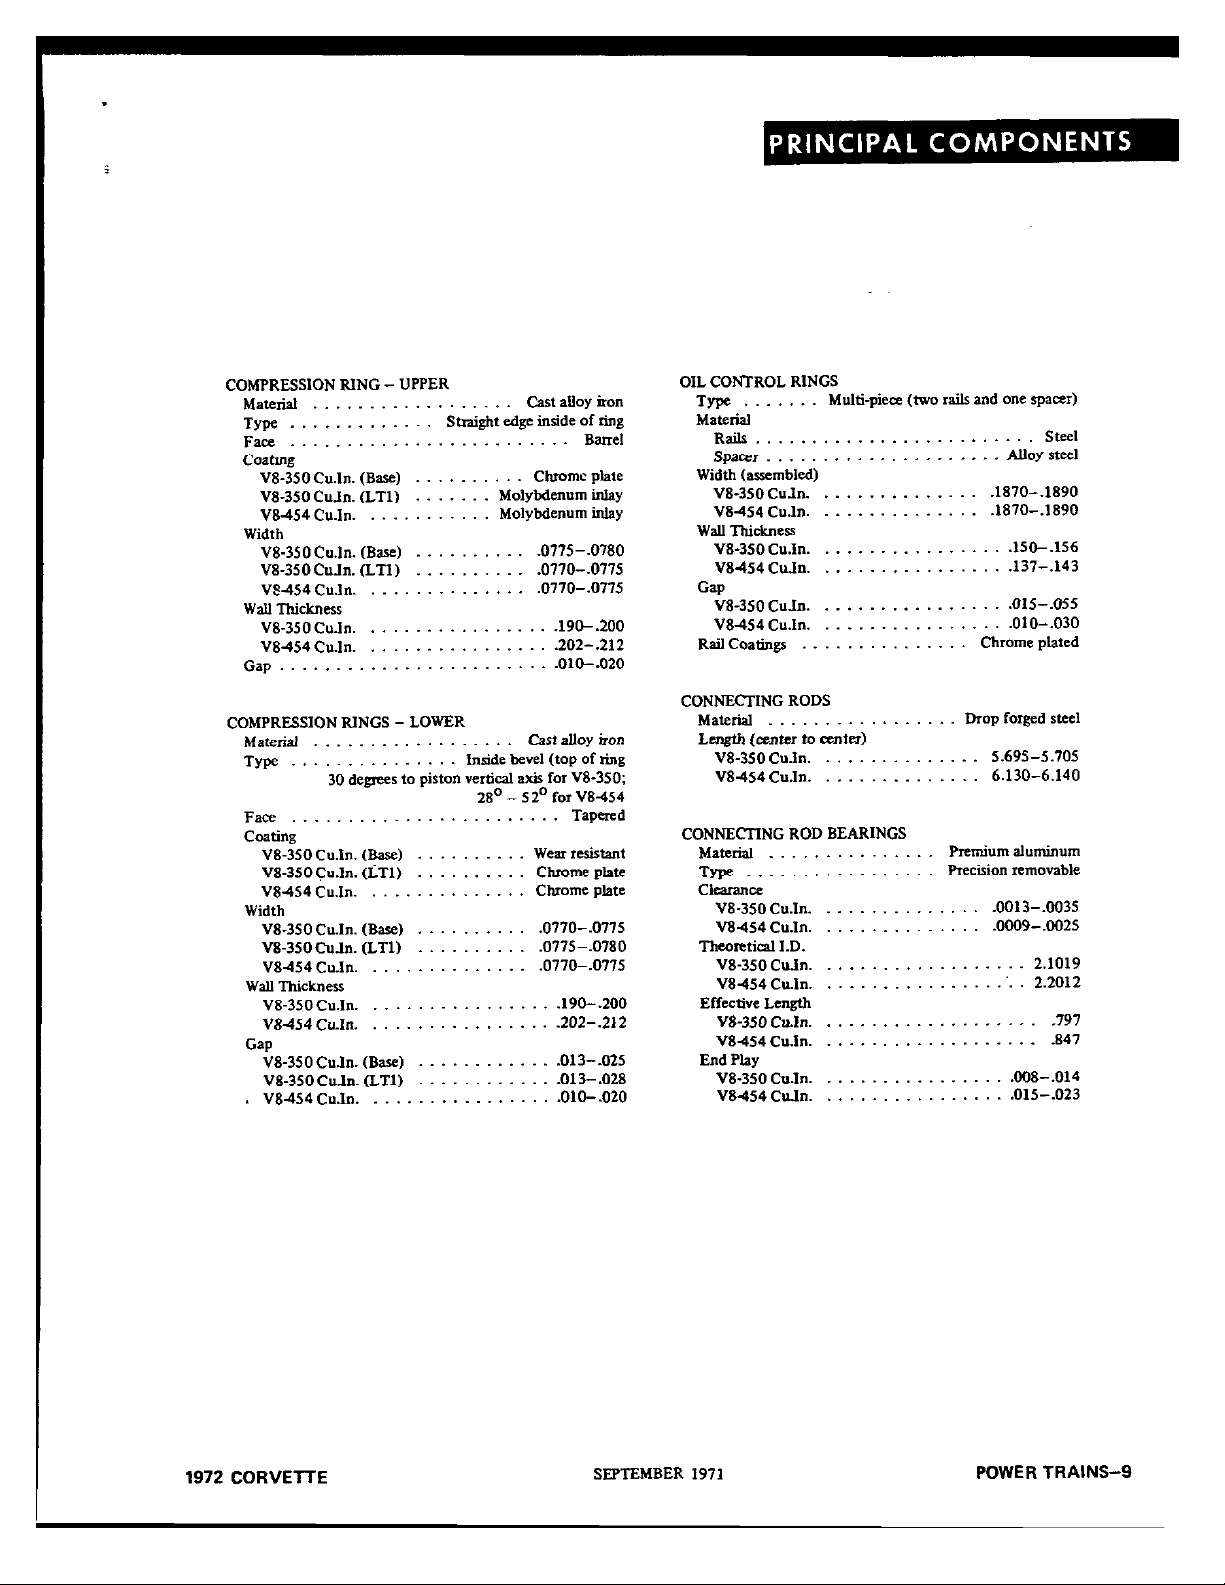 PRINCIPAL COMPONENTS
COMPRESSION RING – UPPER
Material . . . . . . . . . . . . . . . . . . Cast alloy iron
Type . . . . . . . . . . . . . Straight edge inside of ring
Face . . . . . . . . . . . . . . . . . . . . . . . . . Barrel
Coating
V8-350 Cu.In. (Base) . . . . . . . . . . Chrome plate
V8-350 Cu.In. (LT1) . . . . . . . Molybdenum inlay
V8-454 Cu.In. . . . . . . . . . . . Molybdenum inlay
Width
V8-350 Cu.In. (Base) . . . . . . . . . . .0775–.0780
V8-350 Cu.In. (LT1) . . . . . . . . . . .0770–.0775
V8-454 Cu.In. . . . . . . . . . . . . . . .0770–.0775
Wall Thickness
V8-350 Cu.In. . . . . . . . . . . . . . . . . .190–.200
V8-454 Cu.In. . . . . . . . . . . . . . . . . .202–.212
Gap . . . . . . . . . . . . . . . . . . . . . . . . .010–.020
COMPRESSION RINGS – LOWER
Material . . . . . . . . . . . . . . . . . . Cast alloy iron
Type . . . . . . . . . . . . . . . Inside bevel (top of ring
30 degrees to piston vertical axis for V8-350;
28° – 52° for V8-454
Face . . . . . . . . . . . . . . . . . . . . . . . . Tapered
Coating
V8-350 Cu.In. (Base) . . . . . . . . . . Wear resistant
V8-350 Cu.In. (LT1) . . . . . . . . . . Chrome plate
V8-454 Cu.In. . . . . . . . . . . . . . . Chrome plate
Width
V8-350 Cu.In. (Base) . . . . . . . . . . .0770–.0775
V8-350 Cu.In. (LT1) . . . . . . . . . . .0775–.0780
V8-454 Cu.In. . . . . . . . . . . . . . . .0770–.0775
Wall Thickness
V8-350 Cu.In. . . . . . . . . . . . . . . . . .190–.200
V8-454 Cu.In. . . . . . . . . . . . . . . . . .202–.212
Gap
V8-350 Cu.In. (Base) . . . . . . . . . . . . .013–.025
V8-350 Cu.In. (LT1) . . . . . . . . . . . . .013–.028
V8-454 Cu.In. . . . . . . . . . . . . . . . . .010–.020
OIL CONTROL RINGS
Type . . . . . . . Multi-piece (two rails and one spacer)
Material
Rails . . . . . . . . . . . . . . . . . . . . . . . . . Steel
Spacer . . . . . . . . . . . . . . . . . . . . . Alloy steel
Width (assembled)
V8-350 Cu.In. . . . . . . . . . . . . . . .1870–.1890
V8-454 Cu.In. . . . . . . . . . . . . . . .1870–.1890
Wall Thickness
V8-350 Cu.In. . . . . . . . . . . . . . . . . .150–.156
V8-454 Cu.In. . . . . . . . . . . . . . . . . .137–.143
Gap
V8-350 Cu.In. . . . . . . . . . . . . . . . . .015–.055
V8-454 Cu.In. . . . . . . . . . . . . . . . . .010–.030
Rail Coatings . . . . . . . . . . . . . . . Chrome plated
CONNECTING RODS
Material . . . . . . . . . . . . . . . . . Drop forged steel
Length (center to center)
V8-350 Cu.In. . . . . . . . . . . . . . . 5.695–5.705
V8-454 Cu.In. . . . . . . . . . . . . . . 6.130–6.140
CONNECTING ROD BEARINGS
Material . . . . . . . . . . . . . . . Premium aluminum
Type . . . . . . . . . . . . . . . . . Precision removable
Clearance
V8-350 Cu.In. . . . . . . . . . . . . . . .0013–.0035
V8-454 Cu.In. . . . . . . . . . . . . . . .0009–.0025
Theoretical I.D.
V8-350 Cu.In. . . . . . . . . . . . . . . . . . . 2.1019
V8-454 Cu.In. . . . . . . . . . . . . . . . . . . 2.2012
Effective Length
V8-350 Cu.In. . . . . . . . . . . . . . . . . . . . .797
V8-454 Cu.In. . . . . . . . . . . . . . . . . . . . .847
End Play
V8-350 Cu.In. . . . . . . . . . . . . . . . . .008–.014
V8-454 Cu.In. . . . . . . . . . . . . . . . . .015–.023
1972 CORVETTE SEPTEMBER 1971 POWER TRAINS–9